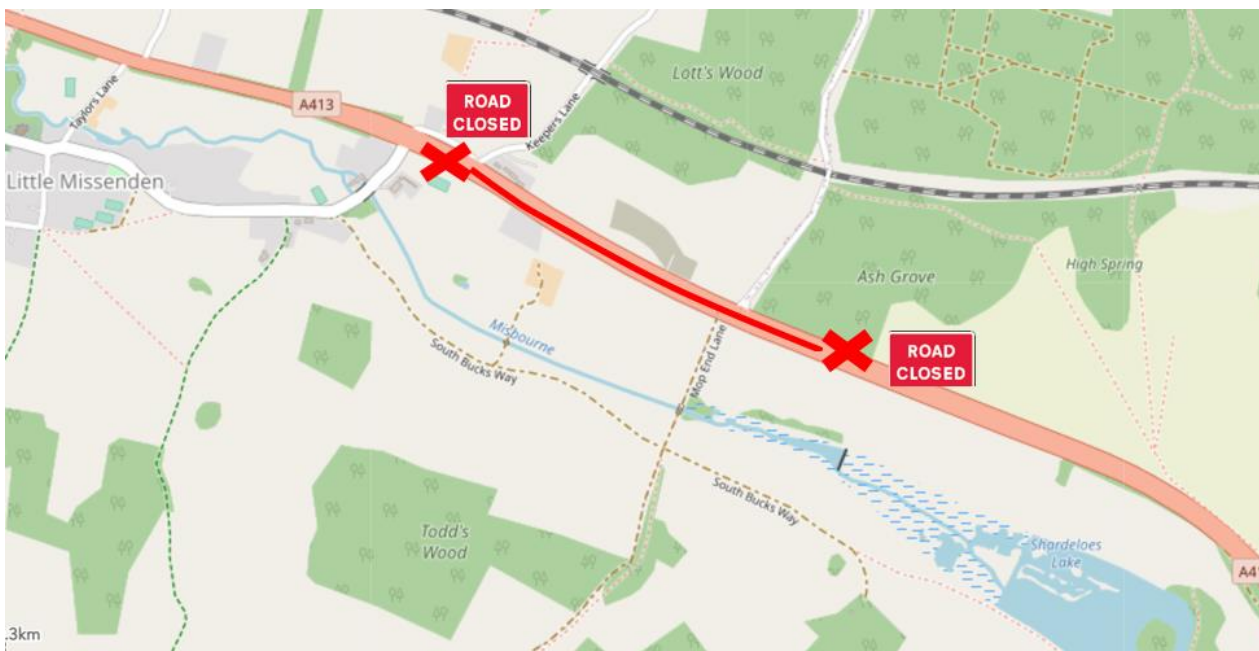 Lott's Wood
A413
ROAD
CLOSED
Taylors Lane
Keepers Lane
Little Missenden
Ash Grove
High Spring
Misbourne
South Bucks Way
Mop End Lane
ROAD
CLOSED
South Bucks Way
Todd's
Wood
Shardeloes
Lake
A41
.3km